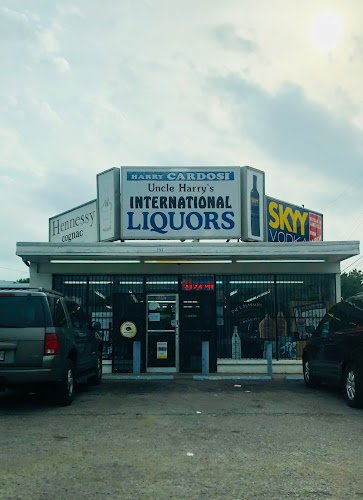 HARRY CARDOSI
Uncle Harry's
INTERNATIONAL
LIQUORS
Hennessy
cognac
SKYY
VODKA